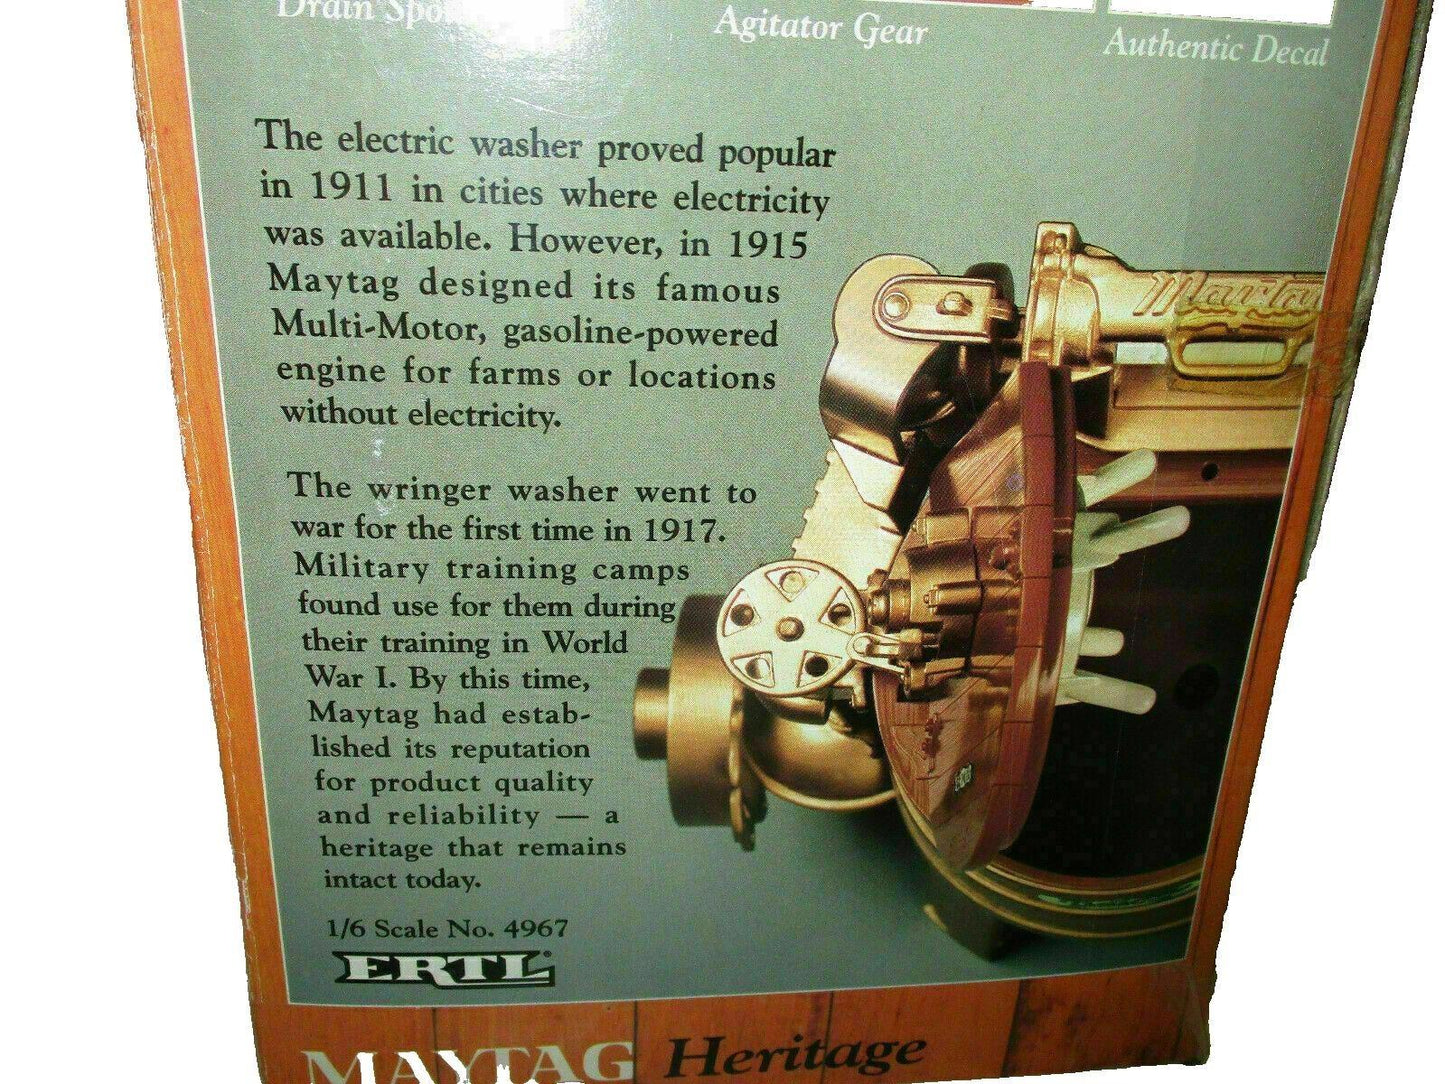 Drain Spout
Agitator Gear
Authentic Decal
The electric washer proved popular
in 1911 in cities where electricity
was available. However, in 1915
Maytag designed its famous
Multi-Motor, gasoline-powered
engine for farms or locations
without electricity.
The wringer washer went to
war for the first time in 1917.
Military training camps
found use for them during
their training in World
War I. By this time,
Maytag had estab-
lished its reputation
for product quality
and reliability — a
heritage that remains
intact today.
1/6 Scale No. 4967
ERTL®
MAYTAG Heritage
Maytag